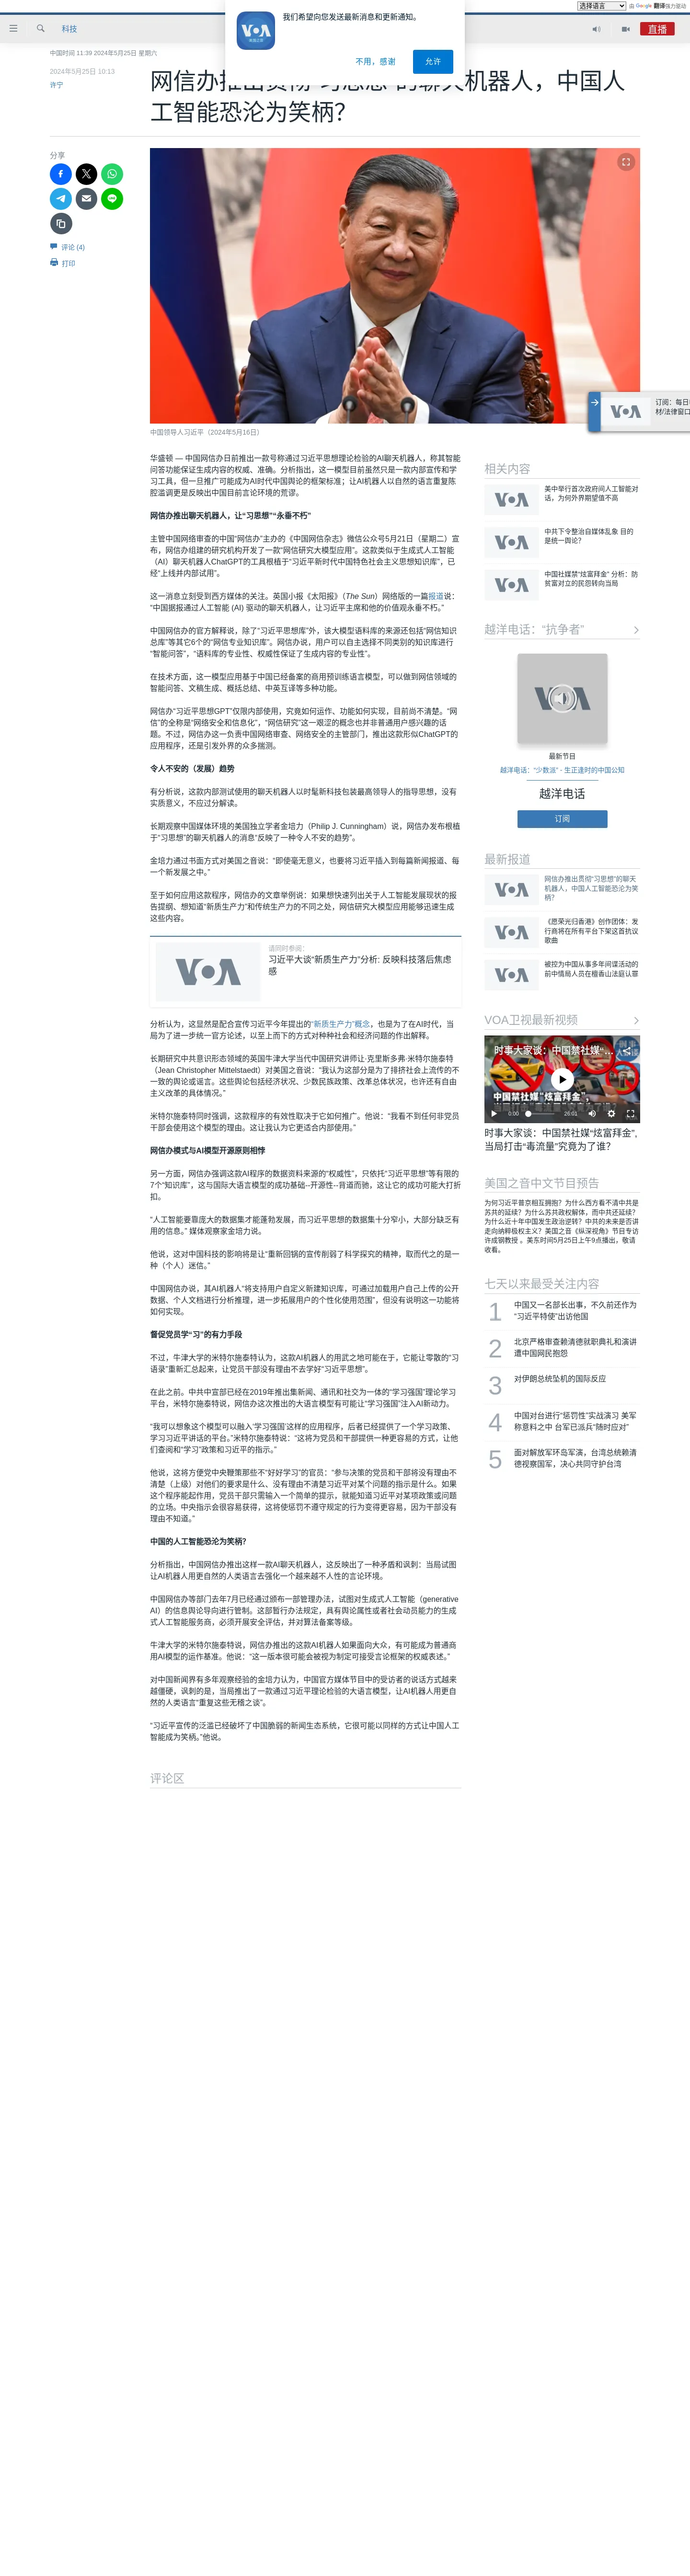 选择语言
由 Google 翻译强力驱动
VOA
我们希望向您发送最新消息和更新通知。
不用，感谢
允许
科技
直播
中国时间 11:39 2024年5月25日 星期六
2024年5月25日 10:13
许宁
工智能恐沦为笑柄？
分享
评论 (4)
打印
中国领导人习近平（2024年5月16日）
华盛顿 — 中国网信办日前推出一款号称通过习近平思想理论检验的AI聊天机器人，称其智能
问答功能保证生成内容的权威、准确。分析指出，这一模型目前虽然只是一款内部宣传和学
习工具，但一旦推广可能成为AI时代中国舆论的框架标准；让AI机器人以自然的语言重复陈
腔滥调更是反映出中国目前言论环境的荒谬。
网信办推出聊天机器人，让“习思想”“永垂不朽”
主管中国网络审查的中国“网信办”主办的《中国网信杂志》微信公众号5月21日（星期二）宣
布，网信办组建的研究机构开发了一款“网信研究大模型应用”。这款类似于生成式人工智能
（AI）聊天机器人ChatGPT的工具根植于“习近平新时代中国特色社会主义思想知识库”，已
经“上线并内部试用”。
这一消息立刻受到西方媒体的关注。英国小报《太阳报》（The Sun）网络版的一篇报道说：
“中国据报通过人工智能 (AI) 驱动的聊天机器人，让习近平主席和他的价值观永垂不朽。”
中国网信办的官方解释说，除了“习近平思想库”外，该大模型语料库的来源还包括“网信知识
总库”等其它6个的“网信专业知识库”。网信办说，用户可以自主选择不同类别的知识库进行
“智能问答”，“语料库的专业性、权威性保证了生成内容的专业性”。
在技术方面，这一模型应用基于中国已经备案的商用预训练语言模型，可以做到网信领域的
智能问答、文稿生成、概括总结、中英互译等多种功能。
网信办“习近平思想GPT”仅限内部使用，究竟如何运作、功能如何实现，目前尚不清楚。“网
信”的全称是“网络安全和信息化”，“网信研究”这一艰涩的概念也并非普通用户感兴趣的话
题。不过，网信办这一负责中国网络审查、网络安全的主管部门，推出这款形似ChatGPT的
应用程序，还是引发外界的众多揣测。
令人不安的（发展）趋势
有分析说，这款内部测试使用的聊天机器人以时髦新科技包装最高领导人的指导思想，没有
实质意义，不应过分解读。
长期观察中国媒体环境的美国独立学者金培力（Philip J. Cunningham）说，网信办发布根植
于“习思想”的聊天机器人的消息“反映了一种令人不安的趋势”。
金培力通过书面方式对美国之音说：“即使毫无意义，也要将习近平插入到每篇新闻报道、每
一个新发展之中。”
至于如何应用这款程序，网信办的文章举例说：如果想快速列出关于人工智能发展现状的报
告提纲、想知道“新质生产力”和传统生产力的不同之处，网信研究大模型应用能够迅速生成
这些内容。
VOA
请同时参阅：
习近平大谈“新质生产力”分析: 反映科技落后焦虑
感
分析认为，这显然是配合宣传习近平今年提出的“新质生产力”概念，也是为了在AI时代，当
局为了进一步统一官方论述，以至上而下的方式对种种社会和经济问题的作出解释。
长期研究中共意识形态领域的英国牛津大学当代中国研究讲师让·克里斯多弗·米特尔施泰特
（Jean Christopher Mittelstaedt）对美国之音说：“我认为这部分是为了排挤社会上流传的不
一致的舆论或谣言。这些舆论包括经济状况、少数民族政策、改革总体状况，也许还有自由
主义改革的具体情况。”
米特尔施泰特同时强调，这款程序的有效性取决于它如何推广。他说：“我看不到任何非党员
干部会使用这个模型的理由。这让我认为它更适合内部使用。”
网信办模式与AI模型开源原则相悖
另一方面，网信办强调这款AI程序的数据资料来源的“权威性”，只依托“习近平思想”等有限的
7个“知识库”，这与国际大语言模型的成功基础--开源性--背道而驰，这让它的成功可能大打折
扣。
“人工智能要靠庞大的数据集才能蓬勃发展，而习近平思想的数据集十分窄小，大部分缺乏有
用的信息。” 媒体观察家金培力说。
他说，这对中国科技的影响将是让“重新回锅的宣传削弱了科学探究的精神，取而代之的是一
种（个人）迷信。”
中国网信办说，其AI机器人“将支持用户自定义新建知识库，可通过加载用户自己上传的公开
数据、个人文档进行分析推理，进一步拓展用户的个性化使用范围”，但没有说明这一功能将
如何实现。
督促党员学“习”的有力手段
不过，牛津大学的米特尔施泰特认为，这款AI机器人的用武之地可能在于，它能让零散的“习
语录”重新汇总起来，让党员干部没有理由不去学好“习近平思想”。
在此之前。中共中宣部已经在2019年推出集新闻、通讯和社交为一体的“学习强国”理论学习
平台，米特尔施泰特说，网信办这次推出的大语言模型有可能让“学习强国”注入AI新动力。
“我可以想象这个模型可以融入‘学习强国’这样的应用程序，后者已经提供了一个学习政策、
学习习近平讲话的平台。”米特尔施泰特说：“这将为党员和干部提供一种更容易的方式，让他
们查阅和“学习”政策和习近平的指示。”
他说，这将方便党中央鞭策那些不“好好学习”的官员：“参与决策的党员和干部将没有理由不
清楚（上级）对他们的要求是什么、没有理由不清楚习近平对某个问题的指示是什么。如果
这个程序能起作用，党员干部只需输入一个简单的提示，就能知道习近平对某项政策或问题
的立场。中央指示会很容易获得，这将使惩罚不遵守规定的行为变得更容易，因为干部没有
理由不知道。”
中国的人工智能恐沦为笑柄？
分析指出，中国网信办推出这样一款AI聊天机器人，这反映出了一种矛盾和讽刺：当局试图
让AI机器人用更自然的人类语言去强化一个越来越不人性的言论环境。
中国网信办等部门去年7月已经通过颁布一部管理办法，试图对生成式人工智能（generative
AI）的信息舆论导向进行管制。这部暂行办法规定，具有舆论属性或者社会动员能力的生成
式人工智能服务商，必须开展安全评估，并对算法备案等级。
牛津大学的米特尔施泰特说，网信办推出的这款AI机器人如果面向大众，有可能成为普通商
用AI模型的运作基准。他说：“这一版本很可能会被视为制定可接受言论框架的权威表述。”
对中国新闻界有多年观察经验的金培力认为，中国官方媒体节目中的受访者的说话方式越来
越僵硬，讽刺的是，当局推出了一款通过习近平理论检验的大语言模型，让AI机器人用更自
然的人类语言“重复这些无稽之谈”。
“习近平宣传的泛滥已经破坏了中国脆弱的新闻生态系统，它很可能以同样的方式让中国人工
智能成为笑柄。”他说。
评论区
订阅：每日
相关内容
美中举行首次政府间人工智能对
话，为何外界期望值不高
中共下令整治自媒体乱象 目的
是统一舆论？
中国社媒禁“炫富拜金” 分析：防
贫富对立的民怨转向当局
越洋电话：“抗争者”
最新节目
越洋电话：“少数派” - 生正逢时的中国公知
越洋电话
订阅
最新报道
网信办推出贯彻“习思想”的聊天
机器人，中国人工智能恐沦为笑
柄？
《愿荣光归香港》创作团体：发
行商将在所有平台下架这首抗议
歌曲
被控为中国从事多年间谍活动的
前中情局人员在檀香山法庭认罪
VOA卫视最新视频
时事大家谈：中国禁社媒“...
中国禁社媒“炫富拜金”，
0:00
26:01
时事大家谈：中国禁社媒“炫富拜金”,
当局打击“毒流量”究竟为了谁？
美国之音中文节目预告
为何习近平普京相互拥抱？为什么西方看不清中共是
苏共的延续？为什么苏共政权解体，而中共还延续？
为什么近十年中国发生政治逆转？中共的未来是否讲
走向纳粹极权主义？美国之音《纵深视角》节目专访
许成钢教授 。美东时间5月25日上午9点播出，敬请
收看。
七天以来最受关注内容
1
中国又一名部长出事，不久前还作为
“习近平特使”出访他国
2
北京严格审查赖清德就职典礼和演讲
遭中国网民抱怨
3
对伊朗总统坠机的国际反应
4
中国对台进行“惩罚性”实战演习 美军
称意料之中 台军已派兵“随时应对”
5
面对解放军环岛军演，台湾总统赖清
德视察国军，决心共同守护台湾